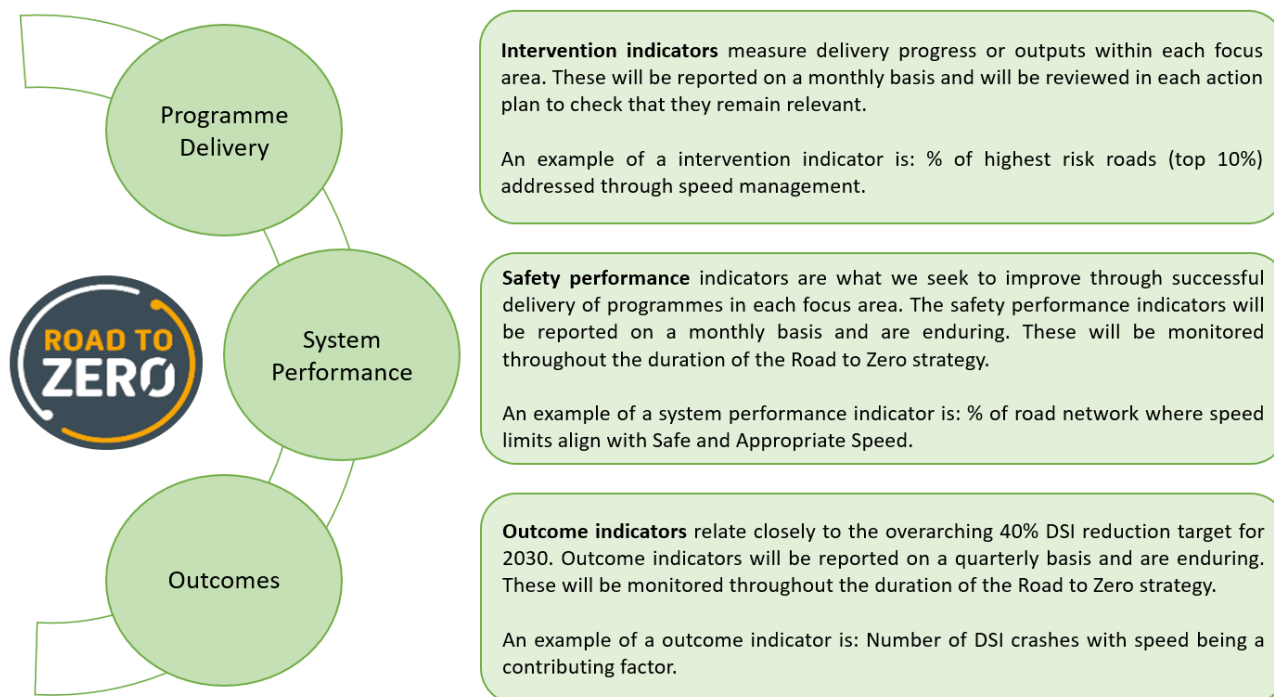 Programme
Delivery
Intervention indicators measure delivery progress or outputs within each focus
area. These will be reported on a monthly basis and will be reviewed in each action
plan to check that they remain relevant.
An example of a intervention indicator is: % of highest risk roads (top 10%)
addressed through speed management.
ROAD TO
ZERO
System
Performance
Safety performance indicators are what we seek to improve through successful
delivery of programmes in each focus area. The safety performance indicators will
be reported on a monthly basis and are enduring. These will be monitored
throughout the duration of the Road to Zero strategy.
An example of a system performance indicator is: % of road network where speed
limits align with Safe and Appropriate Speed.
Outcomes
Outcome indicators relate closely to the overarching 40% DSI reduction target for
2030. Outcome indicators will be reported on a quarterly basis and are enduring.
These will be monitored throughout the duration of the Road to Zero strategy.
An example of a outcome indicator is: Number of DSI crashes with speed being a
contributing factor.